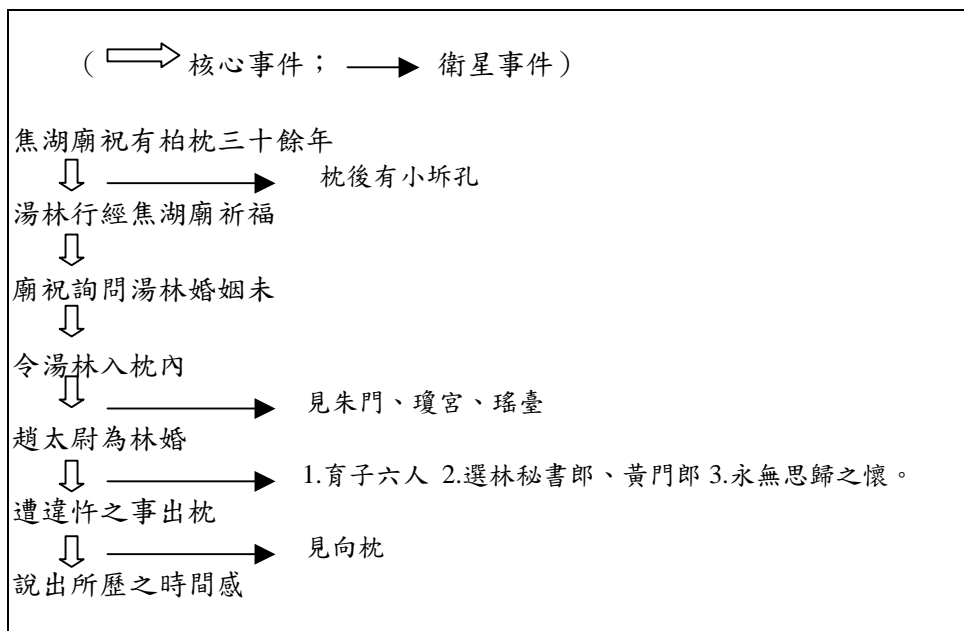 （ 核心事件； 衛星事件）
焦湖廟祝有柏枕三十餘年
枕後有小坼孔
湯林行經焦湖廟祈福
廟祝詢問湯林婚姻未
令湯林入枕內
見朱門、瓊宮、瑤臺
趙太尉為林婚
1.育子六人 2.選林秘書郎、黃門郎 3.永無思歸之懷。
遭違忤之事出枕
見向枕
說出所歷之時間感